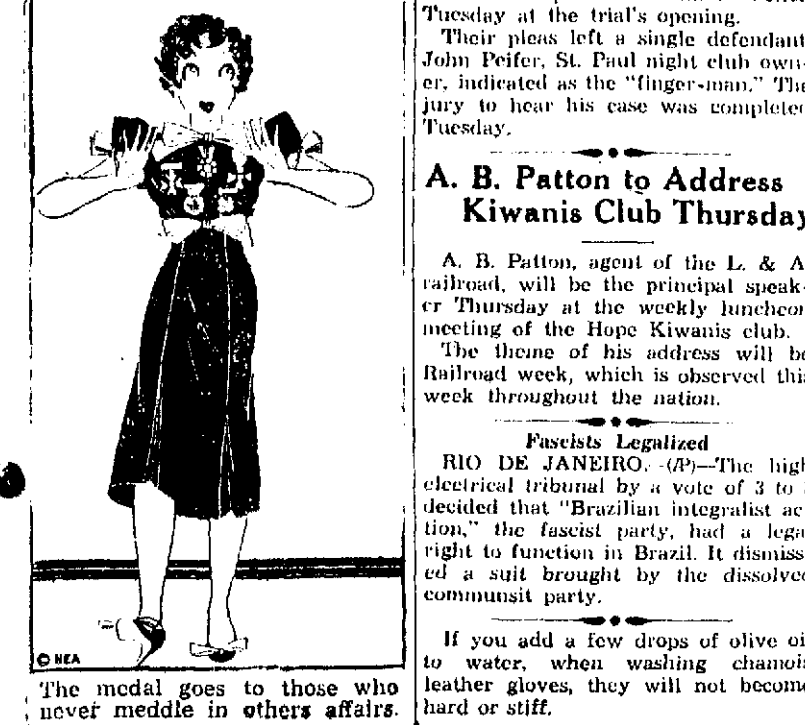 © NEA
The medal goes to those who
never meddle in others affairs.
Tuesday at the trial's opening.
Their pleas left a single defendant
John Peifer, St. Paul night club own-
er, indicated as the "finger-man." The
jury to hear his case was completed
Tuesday.
A. B. Patton to Address
Kiwanis Club Thursday
A. B. Patton, agent of the L. & A
railroad, will be the principal speak-
er Thursday at the weekly luncheon
meeting of the Hope Kiwanis club.
The theme of his address will be
Railroad week, which is observed this
week throughout the nation.
Fascists Legalized
RIO DE JANEIRO.-(AP)—The high
electrical tribunal by a vote of 3 to
decided that "Brazilian integralist ac
tion," the fascist party, had a lega
right to function in Brazil. It dismiss-
ed a suit brought by the dissolved
communsit party.
If you add a few drops of olive oi
to water, when washing chamois
leather gloves, they will not become
hard or stiff.